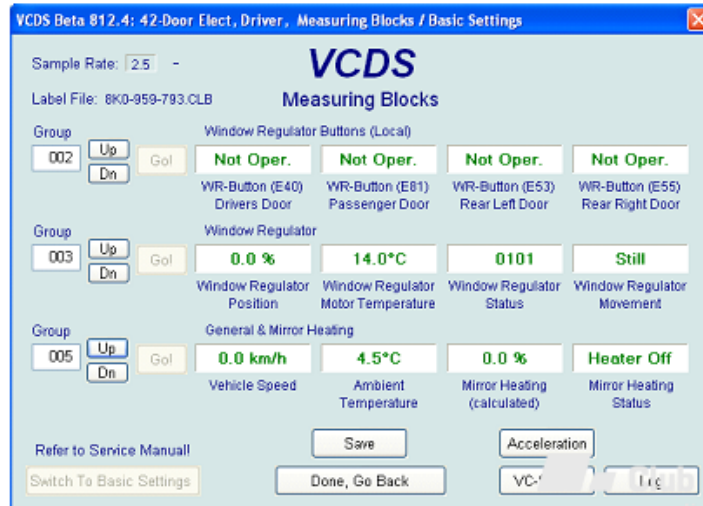 VCDS Beta 812.4: 42-Door Elect, Driver, Measuring Blocks / Basic Settings
Sample Rate: 2.5 -
VCDS
Label File: 8K0-959-793.CLB
Measuring Blocks
Group
Window Regulator Buttons (Local)
002 Up Dn Go! Not Oper. Not Oper. Not Oper. Not Oper.
WR-Button (E40) WR-Button (E81) WR-Button (E53) WR-Button (E55)
Drivers Door Passenger Door Rear Left Door Rear Right Door
Group
Window Regulator
003 Up Dn Go! 0.0 % 14.0°C 0101 Still
Window Regulator Window Regulator Window Regulator Window Regulator
Position Motor Temperature Status Movement
Group
General & Mirror Heating
005 Up Dn Go! 0.0 km/h 4.5°C 0.0 % Heater Off
Vehicle Speed Ambient Mirror Heating Mirror Heating
Temperature (calculated) Status
Refer to Service Manual!
Save
Acceleration
Switch To Basic Settings
Done, Go Back
Club